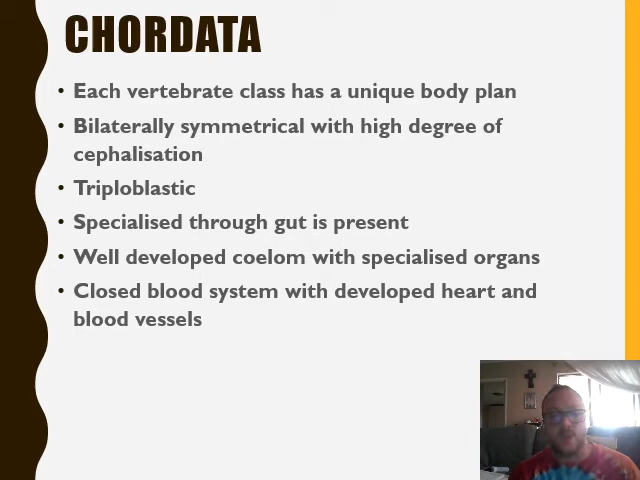 CHORDATA
• Each vertebrate class has a unique body plan
• Bilaterally symmetrical with high degree of
cephalisation
• Triploblastic
• Specialised through gut is present
• Well developed coelom with specialised organs
• Closed blood system with developed heart and
blood vessels